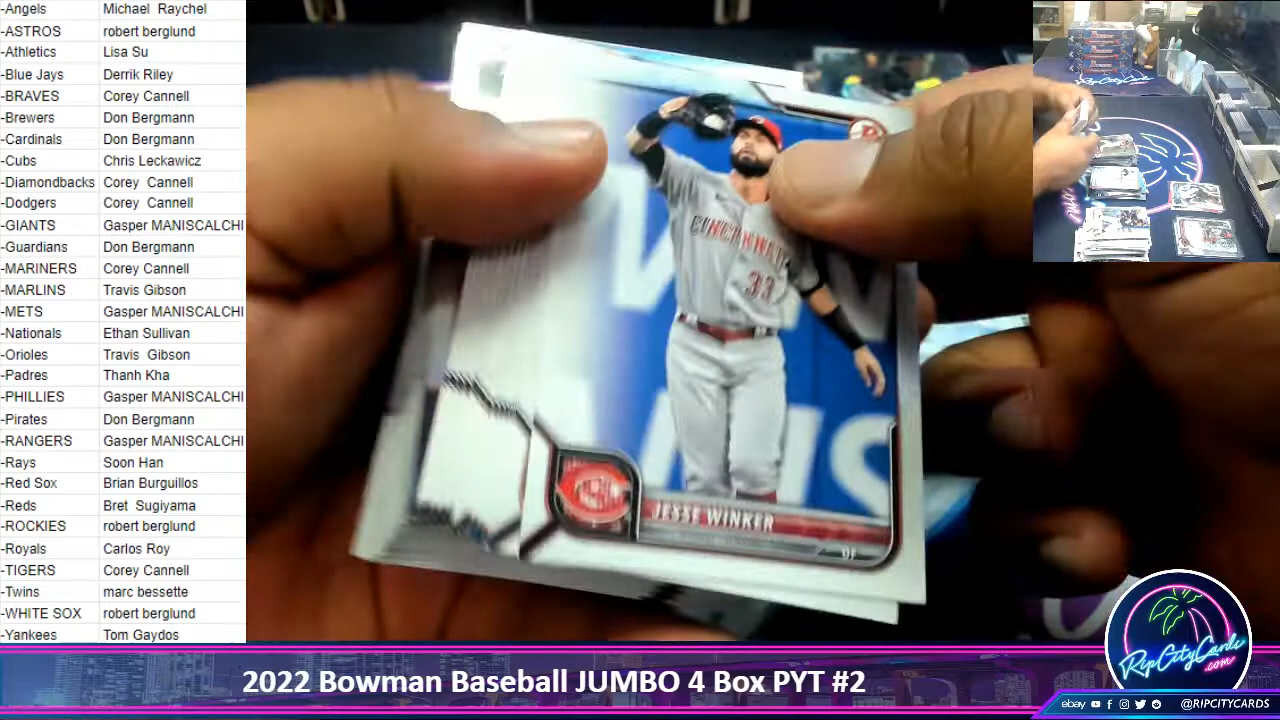 -Angels Michael Raychel
-ASTROS robert berglund
-Athletics Lisa Su
-Blue Jays Derrik Riley
-BRAVES Corey Cannell
-Brewers Don Bergmann
-Cardinals Don Bergmann
-Cubs Chris Leckawicz
-Diamondbacks Corey Cannell
-Dodgers Corey Cannell
-GIANTS Gasper MANISCALCHI
-Guardians Don Bergmann
-MARINERS Corey Cannell
-MARLINS Travis Gibson
-METS Gasper MANISCALCHI
-Nationals Ethan Sullivan
-Orioles Travis Gibson
-Padres Thanh Kha
-PHILLIES Gasper MANISCALCHI
-Pirates Don Bergmann
-RANGERS Gasper MANISCALCHI
-Rays Soon Han
-Red Sox Brian Burguillos
-Reds Bret Sugiyama
-ROCKIES robert berglund
-Royals Carlos Roy
-TIGERS Corey Cannell
-Twins marc bessette
-WHITE SOX robert berglund
-Yankees Tom Gaydos
CINCINNATI
33
JESSE WINKER
OF
RipCityCards
.com
2022 Bowman Baseball JUMBO 4 Box PYT #2
ebay @RIPCITYCARDS